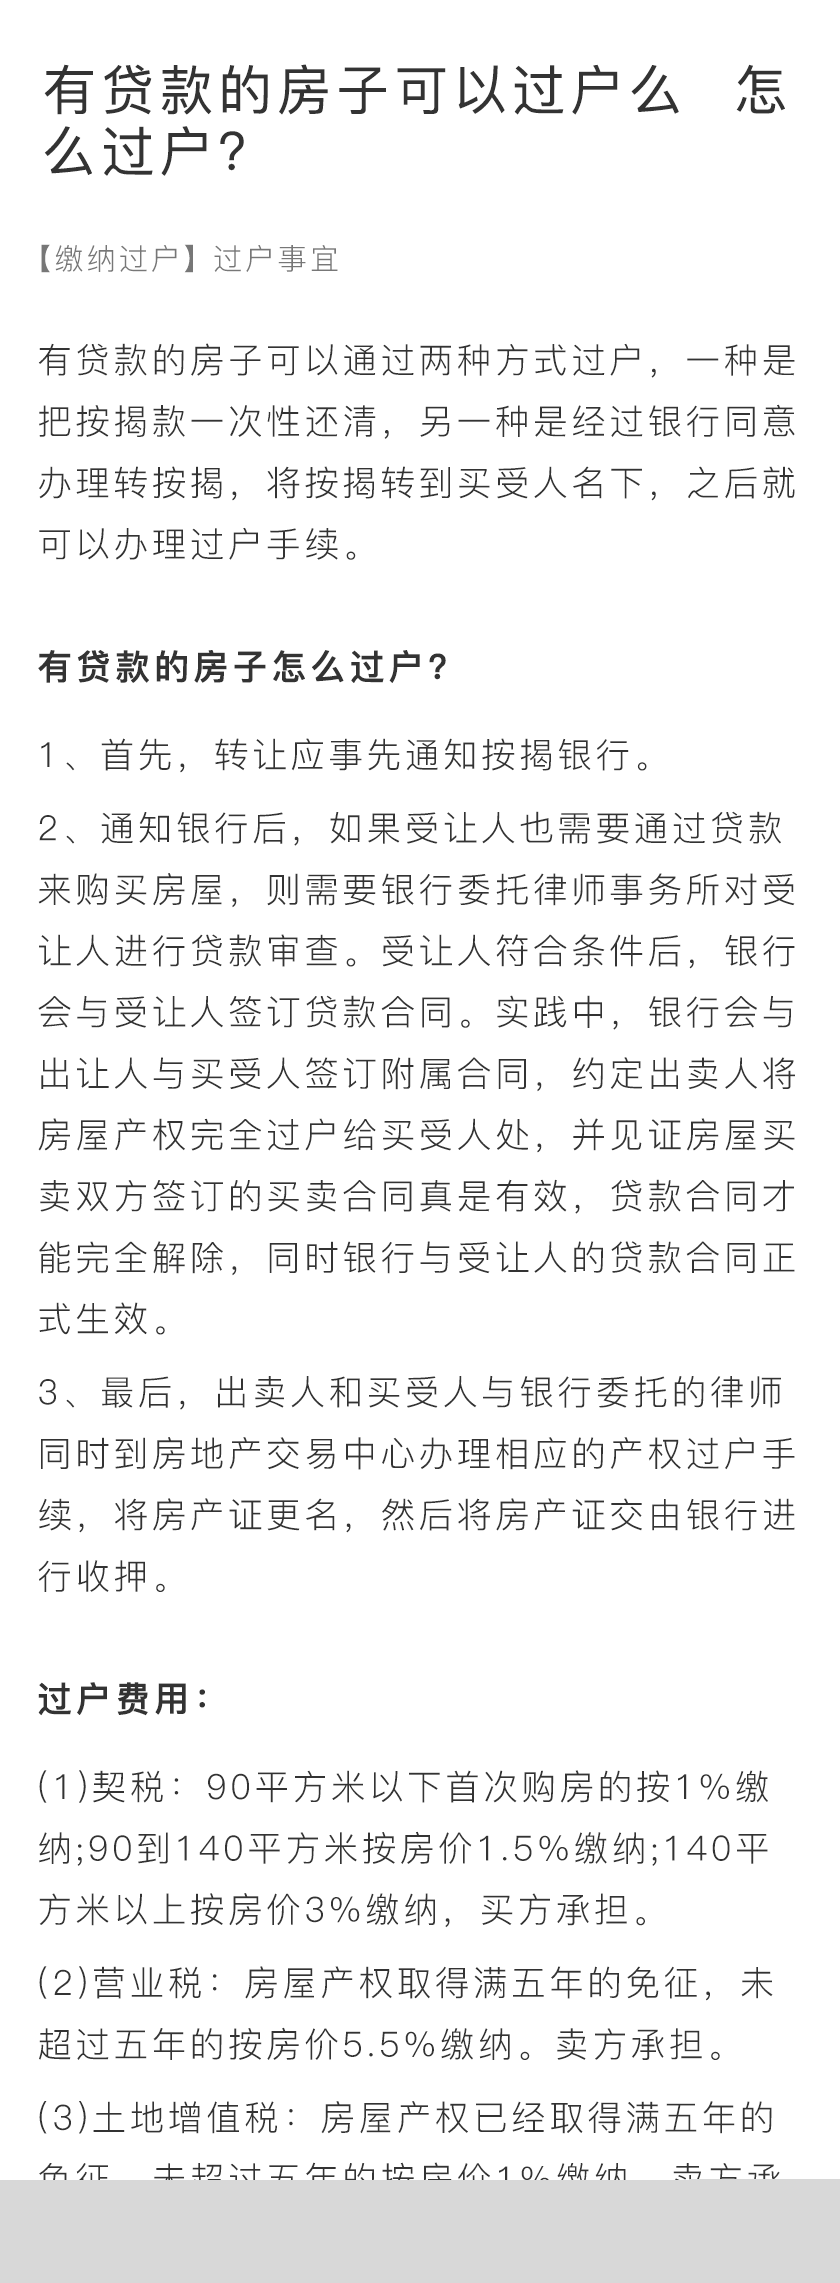 有贷款的房子可以过户么　怎
么过户?
【缴纳过户】过户事宜
有贷款的房子可以通过两种方式过户，一种是
把按揭款一次性还清，另一种是经过银行同意
办理转按揭，将按揭转到买受人名下，之后就
可以办理过户手续。
有贷款的房子怎么过户?
1、首先，转让应事先通知按揭银行。
2、通知银行后，如果受让人也需要通过贷款
来购买房屋，则需要银行委托律师事务所对受
让人进行贷款审查。受让人符合条件后，银行
会与受让人签订贷款合同。实践中，银行会与
出让人与买受人签订附属合同，约定出卖人将
房屋产权完全过户给买受人处，并见证房屋买
卖双方签订的买卖合同真是有效，贷款合同才
能完全解除，同时银行与受让人的贷款合同正
式生效。
3、最后，出卖人和买受人与银行委托的律师
同时到房地产交易中心办理相应的产权过户手
续，将房产证更名，然后将房产证交由银行进
行收押。
过户费用：
(1)契税：90平方米以下首次购房的按1%缴
纳;90到140平方米按房价1.5%缴纳;140平
方米以上按房价3%缴纳，买方承担。
(2)营业税：房屋产权取得满五年的免征，未
超过五年的按房价5.5%缴纳。卖方承担。
(3)土地增值税：房屋产权已经取得满五年的
免征，未超过五年的按房价1%缴纳。卖方承